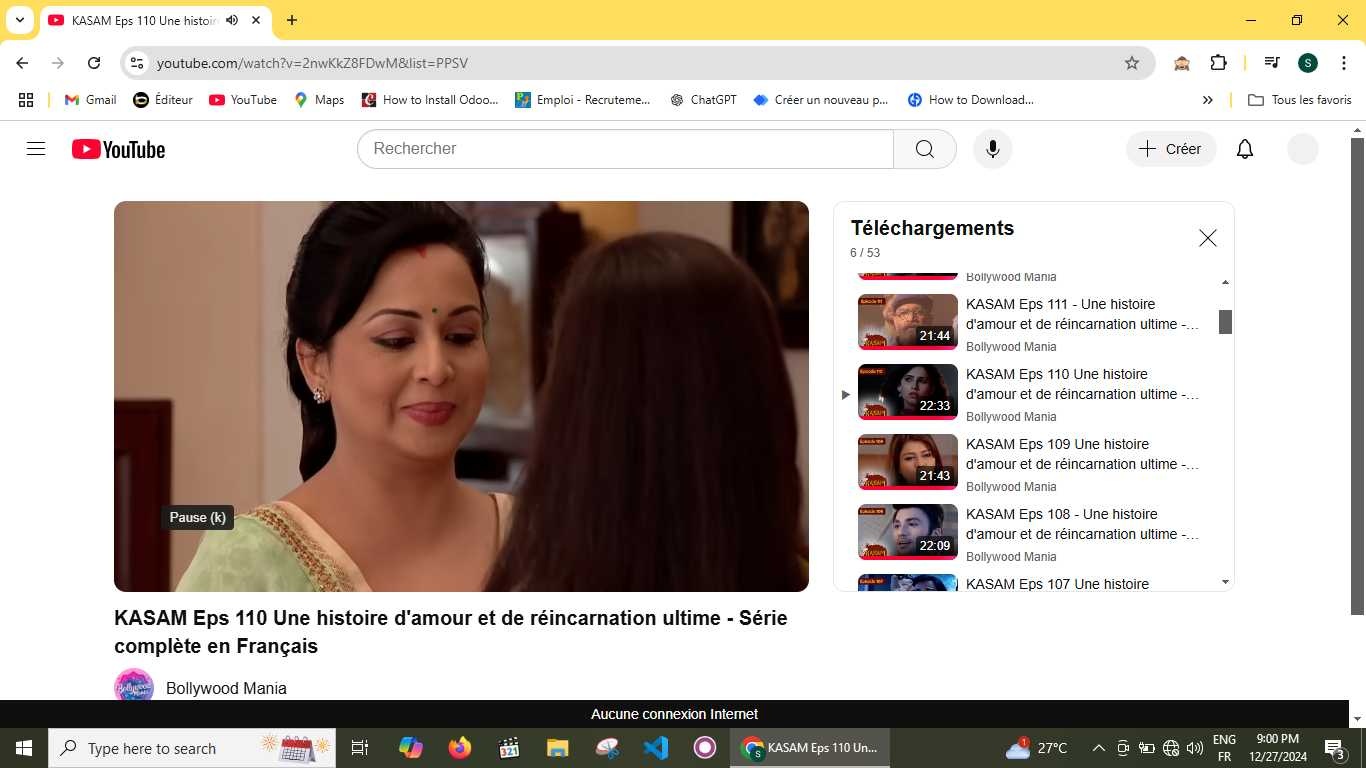 KASAM Eps 110 Une histoir
youtube.com/watch?v=2nwKkZ8FDwM&list=PPSV
S
Gmail
Éditeur
YouTube
Maps
How to Install Odoo...
Emploi - Recruteme...
ChatGPT
Créer un nouveau p...
How to Download...
Tous les favoris
YouTube
Rechercher
Créer
Téléchargements
6 / 53
Bollywood Mania
KASAM Eps 111 - Une histoire
d'amour et de réincarnation ultime -...
21:44
Bollywood Mania
KASAM Eps 110 Une histoire
d'amour et de réincarnation ultime -...
22:33
Bollywood Mania
KASAM Eps 109 Une histoire
d'amour et de réincarnation ultime -...
21:43
Bollywood Mania
KASAM Eps 108 - Une histoire
d'amour et de réincarnation ultime -...
22:09
Bollywood Mania
KASAM Eps 107 Une histoire
Pause (k)
KASAM Eps 110 Une histoire d'amour et de réincarnation ultime - Série
complète en Français
Bollywood Mania
Aucune connexion Internet
Type here to search
KASAM Eps 110 Un...
27°C
ENG
FR
9:00 PM
12/27/2024
3